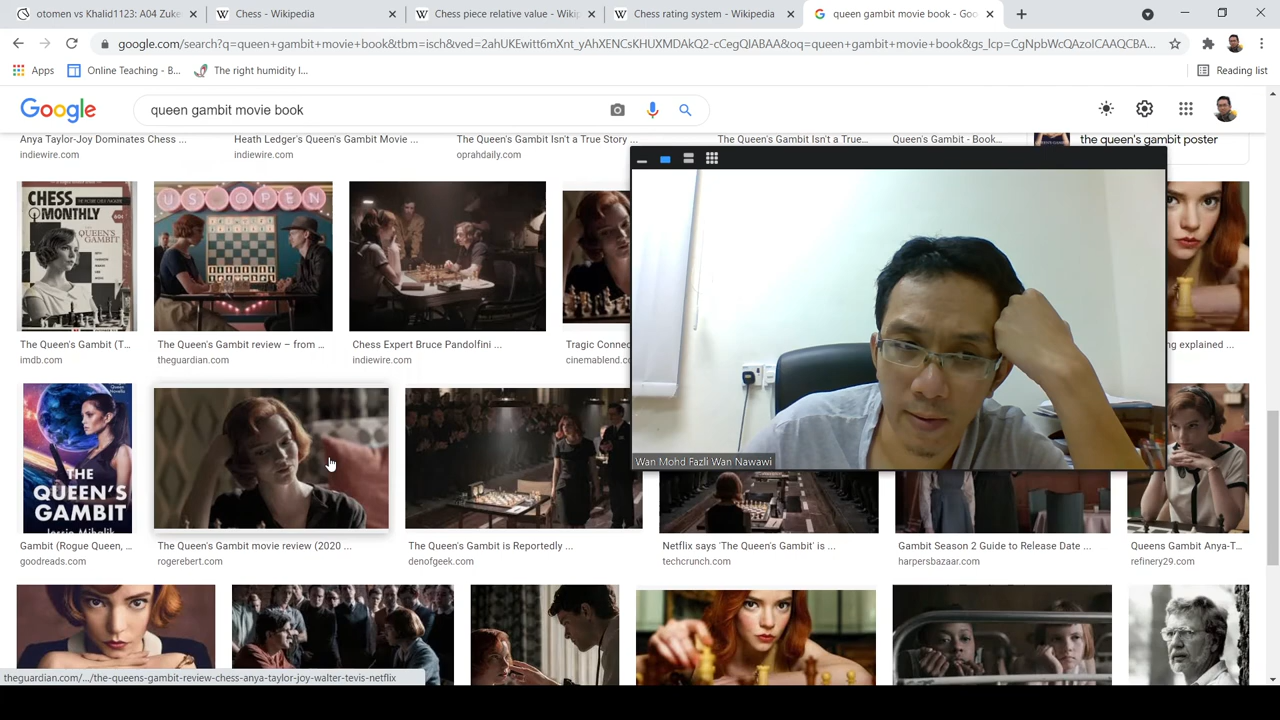 otomen vs Khalid1123: A04 Zuke
Chess - Wikipedia
Chess piece relative value - Wiki
Chess rating system - Wikipedia
queen gambit movie book - Goo
google.com/search?q=queen+gambit+movie+book&tbm=isch&ved=2ahUKEwitt6mXnt_yAhXENCsKHUXMDAkQ2-cCegQIABAA&oq=queen+gambit+movie+book&gs_lcp=CgNpbWcQAzoICAAQCBA...
Apps
Online Teaching - B...
The right humidity l...
Reading list
Google
queen gambit movie book
Anya Taylor-Joy Dominates Chess ...
Heath Ledger's Queen's Gambit Movie ...
The Queen's Gambit Isn't a True Story ...
The Queen's Gambit Isn't a True...
Queen's Gambit - Book...
the queen's gambit poster
indiewire.com
indiewire.com
oprahdaily.com
CHESS
MONTHLY
QUEEN'S
GAMBIT
US OPEN
The Queen's Gambit (T...
The Queen's Gambit review – from ...
Chess Expert Bruce Pandolfini ...
Tragic Connec
ng explained ...
imdb.com
theguardian.com
indiewire.com
cinemablend.c
Wan Mohd Fazli Wan Nawawi
THE
QUEEN'S
GAMBIT
Jessie Mihalik
Gambit (Rogue Queen, ...
The Queen's Gambit movie review (2020 ...
The Queen's Gambit is Reportedly ...
Netflix says 'The Queen's Gambit' is ...
Gambit Season 2 Guide to Release Date ...
Queens Gambit Anya-T...
goodreads.com
rogerebert.com
denofgeek.com
techcrunch.com
harpersbazaar.com
refinery29.com
theguardian.com/.../the-queens-gambit-review-chess-anya-taylor-joy-walter-tevis-netflix